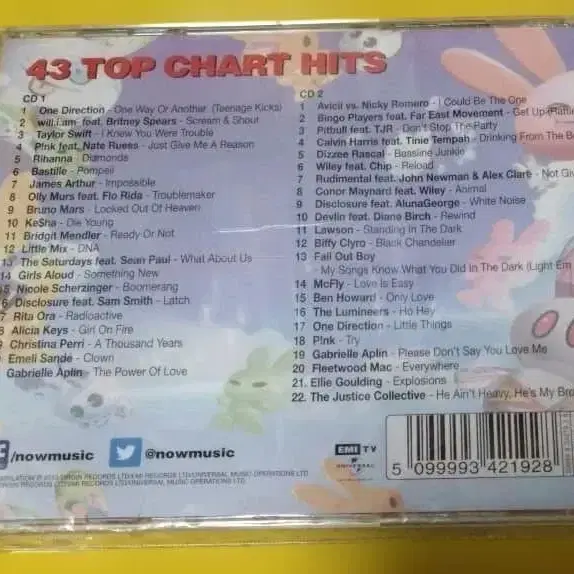 43 TOP CHART HITS
CD 1
1 One Direction - One Way Or Another (Teenage Kicks)
2 will.i.am feat. Britney Spears - Scream & Shout
3 Taylor Swift - I Knew You Were Trouble
4 P!nk feat. Nate Ruess - Just Give Me A Reason
5 Rihanna - Diamonds
6 Bastille - Pompeii
7 James Arthur - Impossible
8 Olly Murs feat. Flo Rida - Troublemaker
9 Bruno Mars - Locked Out Of Heaven
10 Ke$ha - Die Young
11 Bridgit Mendler - Ready Or Not
12 Little Mix - DNA
13 The Saturdays feat. Sean Paul - What About Us
14 Girls Aloud - Something New
5 Nicole Scherzinger - Boomerang
6 Disclosure feat. Sam Smith - Latch
7 Rita Ora - Radioactive
8 Alicia Keys - Girl On Fire
9 Christina Perri - A Thousand Years
Emeli Sande - Clown
Gabrielle Aplin - The Power Of Love
CD 2
1 Avicii vs. Nicky Romero - I Could Be The One
2 Bingo Players feat. Far East Movement - Get Up (Rattle
3 Pitbull feat. TJR - Don't Stop The Party
4 Calvin Harris feat. Tinie Tempah - Drinking From The Bo
5 Dizzee Rascal - Bassline Junkie
6 Wiley feat. Chip - Reload
7 Rudimental feat. John Newman & Alex Clare - Not Giv
8 Conor Maynard feat. Wiley - Animal
9 Disclosure feat. AlunaGeorge - White Noise
10 Devlin feat. Diane Birch - Rewind
11 Lawson - Standing In The Dark
12 Biffy Clyro - Black Chandelier
13 Fall Out Boy
- My Songs Know What You Did In The Dark (Light Em
14 McFly - Love Is Easy
15 Ben Howard - Only Love
16 The Lumineers - Ho Hey
17 One Direction - Little Things
18 P!nk - Try
19 Gabrielle Aplin - Please Don't Say You Love Me
20 Fleetwood Mac - Everywhere
21. Ellie Goulding - Explosions
22. The Justice Collective - He Ain't Heavy, He's My Bro
/nowmusic
@nowmusic
EMI TV
UNIVERSAL
5 099993 421928